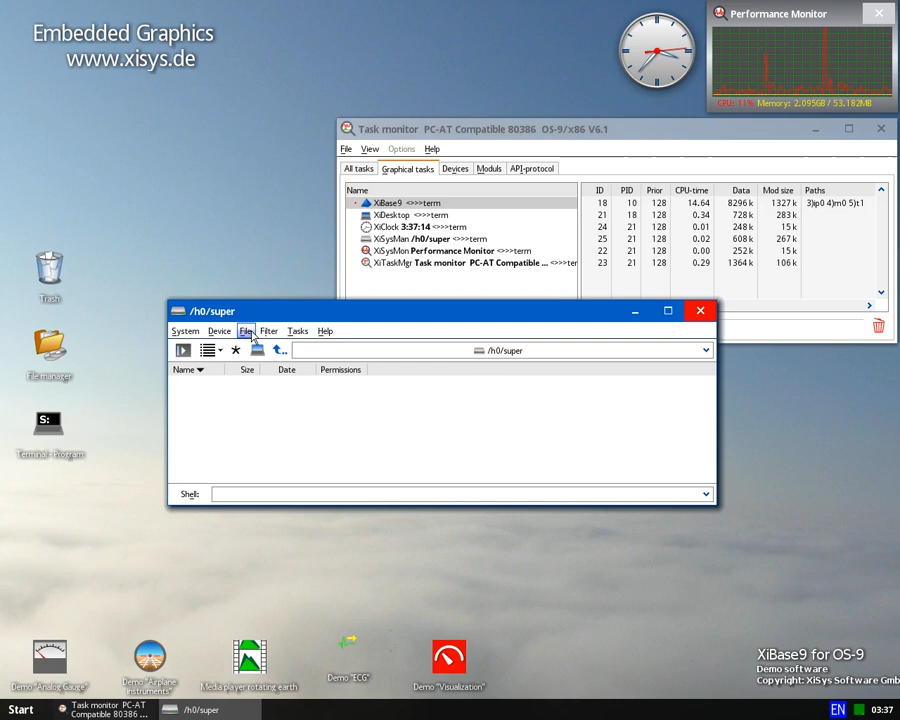 Embedded Graphics
www.xisys.de
Performance Monitor
CPU: 11% Memory: 2.095GB / 53.182MB
Task monitor PC-AT Compatible 80386 OS-9/x86 V6.1
File View Options Help
All tasks Graphical tasks Devices Moduls API-protocol
Name ID PID Prior CPU-time Data Mod size Paths
XiBase9 <>>>term 18 10 128 14.64 8296 k 1327 k 3)ip0 4)m0 5)t1
XiDesktop <>>>term 21 18 128 0.34 728 k 283 k
XiClock 3:37:14 <>>>term 24 21 128 0.01 248 k 15 k
XiSysMan /h0/super <>>>term 25 21 128 0.02 608 k 267 k
XiSysMon Performance Monitor <>>>term 22 21 128 0.00 252 k 15 k
XiTaskMgr Task monitor PC-AT Compatible ... <>>>ter 23 21 128 0.29 1364 k 106 k
/h0/super
System Device File Filter Tasks Help
/h0/super
Name Size Date Permissions
Shell:
Trash
File manager
S:
Terminal - Program
Demo "Analog Gauge"
Demo "Airplane Instruments"
Media player rotating earth
Demo "ECG"
Demo "Visualization"
XiBase9 for OS-9
Demo software
Copyright: XiSys Software Gmb
Start
Task monitor PC-AT
Compatible 80386 ...
/h0/super
EN
03:37